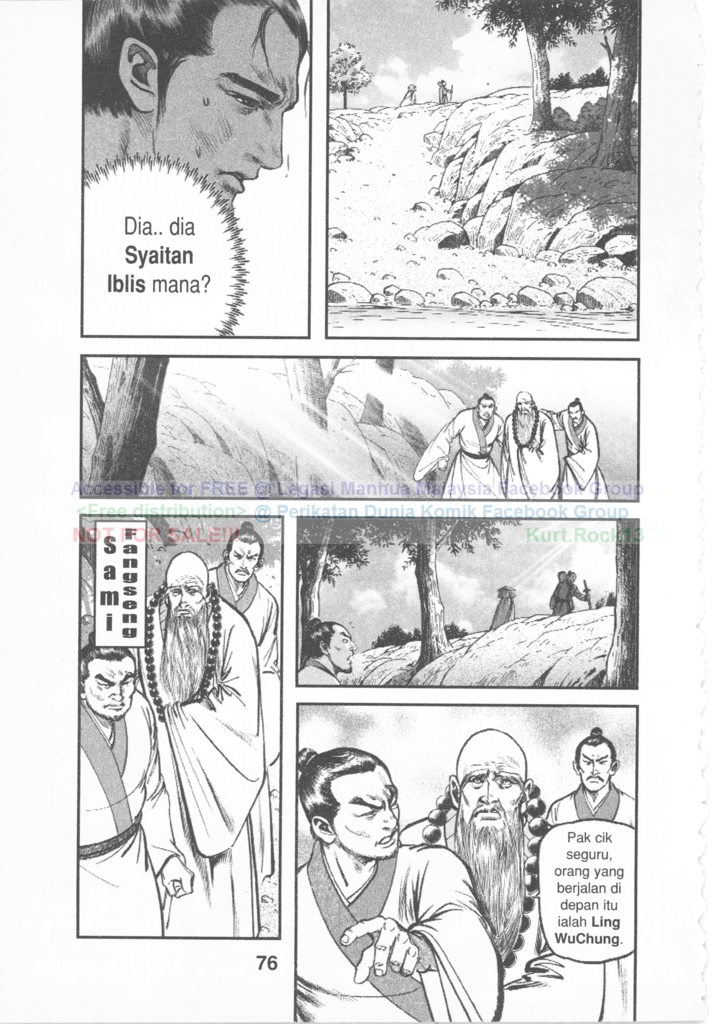 Dia.. dia
Syaitan
Iblis mana?
Accessible for FREE @ Legasi Manhua Malaysia Facebook Group
<Free distribution> @ Perikatan Dunia Komik Facebook Group
NOT FOR SALE!!!
Kurt.Rock13
Sami
Fangseng
Pak cik
seguru,
orang yang
berjalan di
depan itu
ialah Ling
WuChung.
76